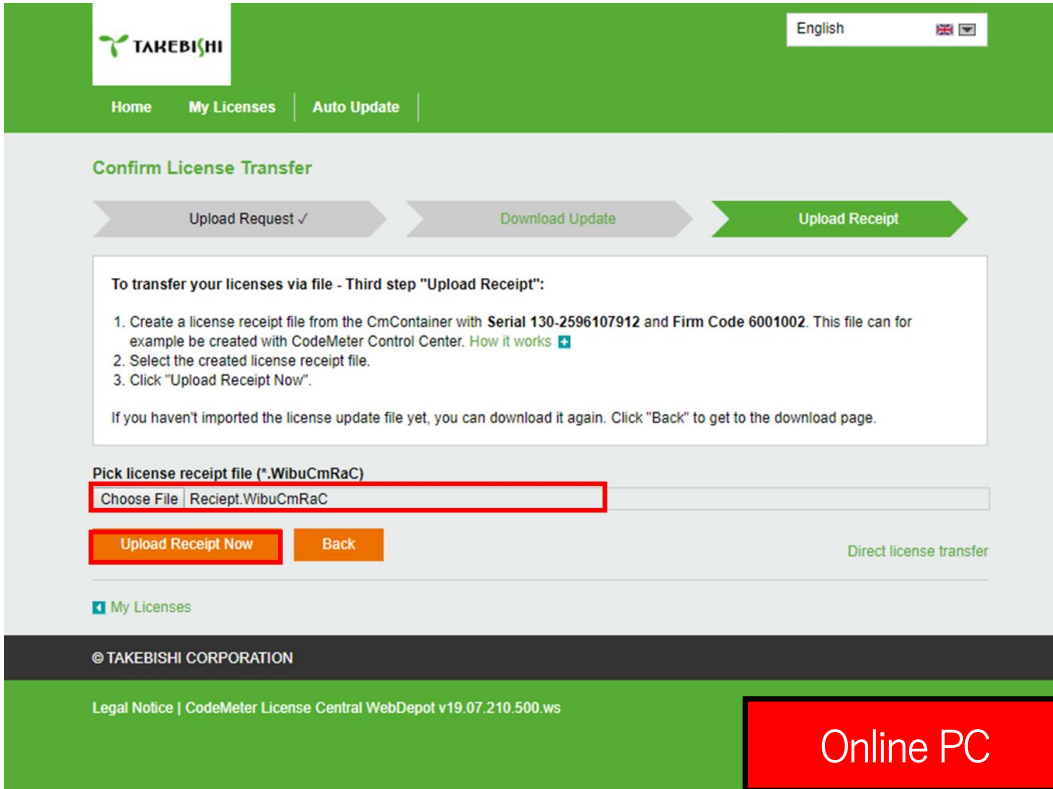 TAKEBISHI
English
Home My Licenses Auto Update
Confirm License Transfer
Upload Request ✓ Download Update Upload Receipt
To transfer your licenses via file - Third step "Upload Receipt":
1. Create a license receipt file from the CmContainer with Serial 130-2596107912 and Firm Code 6001002. This file can for
example be created with CodeMeter Control Center. How it works
2. Select the created license receipt file.
3. Click "Upload Receipt Now".
If you haven't imported the license update file yet, you can download it again. Click "Back" to get to the download page.
Pick license receipt file (*.WibuCmRaC)
Choose File Reciept.WibuCmRaC
Upload Receipt Now Back
Direct license transfer
My Licenses
© TAKEBISHI CORPORATION
Legal Notice | CodeMeter License Central WebDepot v19.07.210.500.ws
Online PC